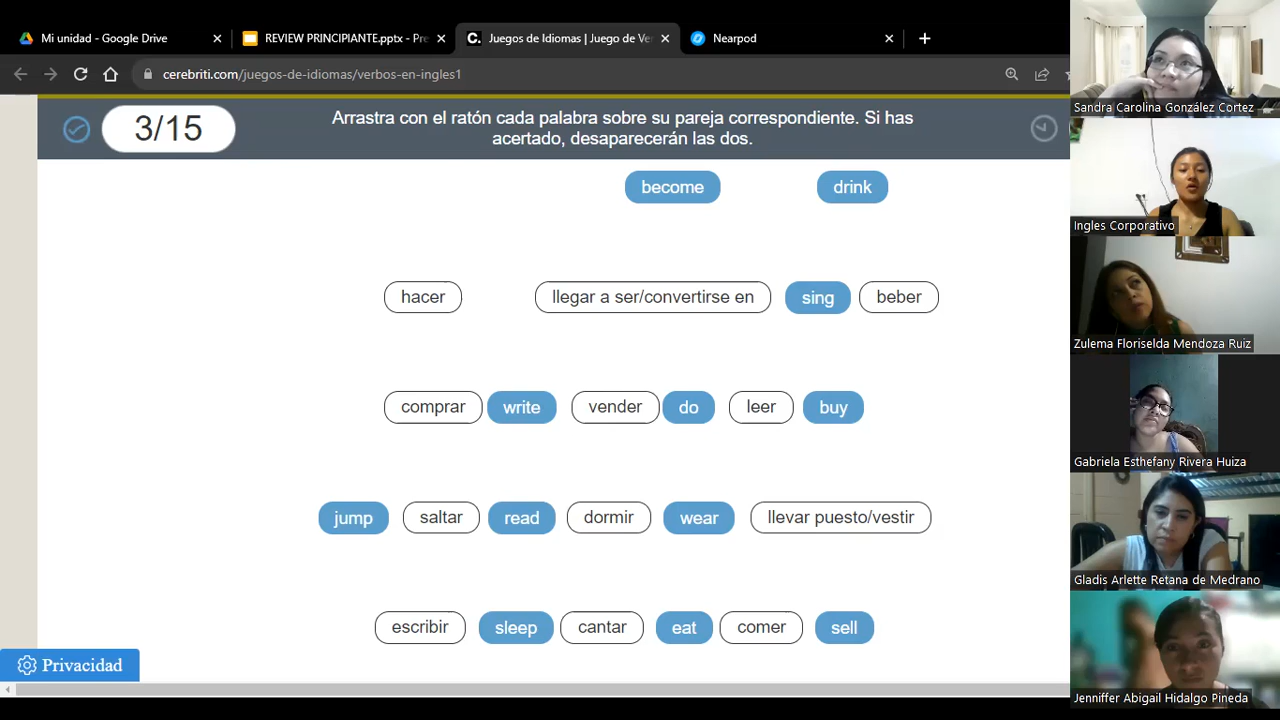 Mi unidad - Google Drive
REVIEW PRINCIPIANTE.pptx - Pre
C. Juegos de Idiomas | Juego de Ver
Nearpod
cerebriti.com/juegos-de-idiomas/verbos-en-ingles1
3/15
Arrastra con el ratón cada palabra sobre su pareja correspondiente. Si has
acertado, desaparecerán las dos.
become drink
hacer llegar a ser/convertirse en sing beber
comprar write vender do leer buy
jump saltar read dormir wear llevar puesto/vestir
escribir sleep cantar eat comer sell
Privacidad
Sandra Carolina González Cortez
Ingles Corporativo
Zulema Floriselda Mendoza Ruiz
Gabriela Esthefany Rivera Huiza
Gladis Arlette Retana de Medrano
Jenniffer Abigail Hidalgo Pineda